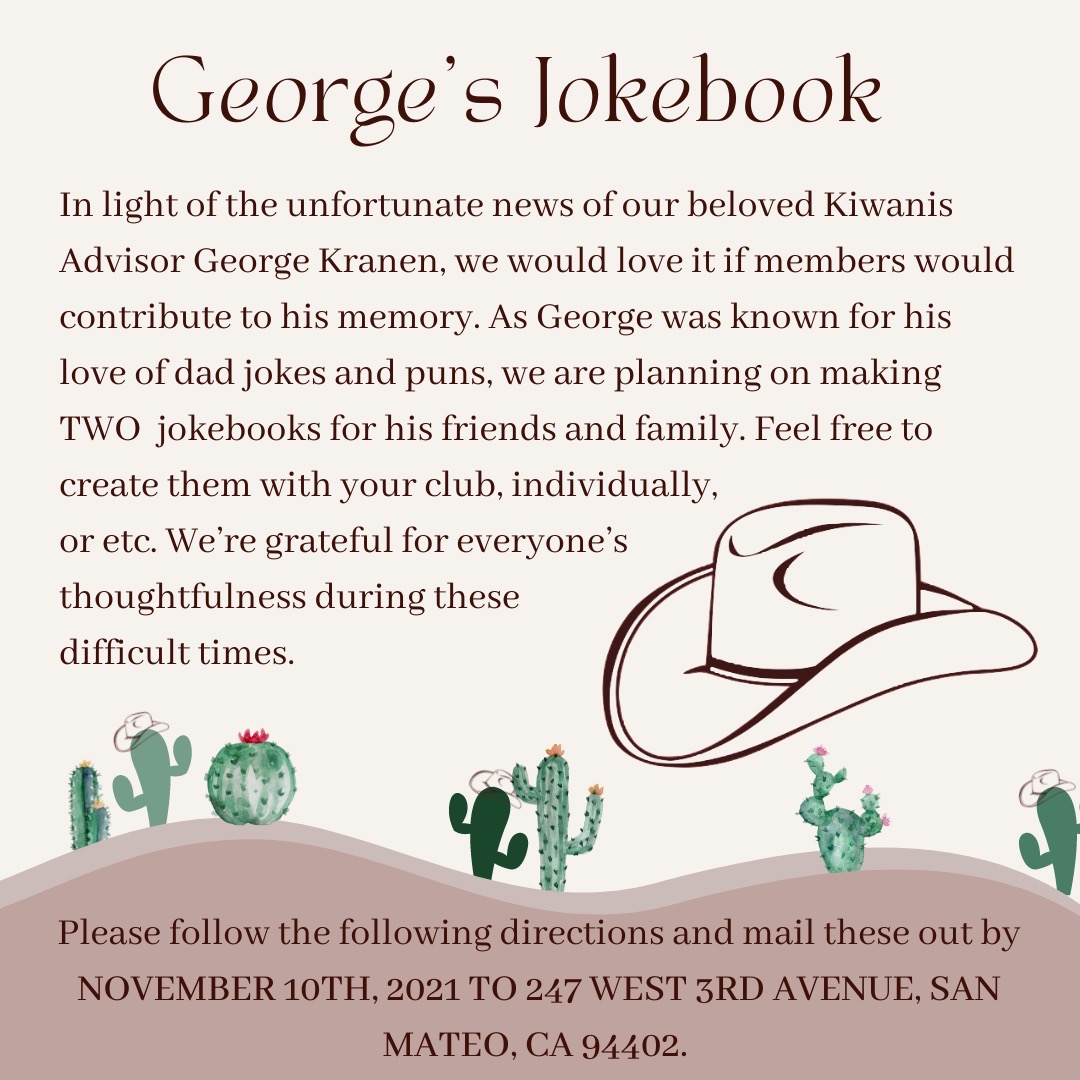 George’s Jokebook
In light of the unfortunate news of our beloved Kiwanis
Advisor George Kranen, we would love it if members would
contribute to his memory. As George was known for his
love of dad jokes and puns, we are planning on making
TWO  jokebooks for his friends and family. Feel free to
create them with your club, individually,
or etc. We’re grateful for everyone’s
thoughtfulness during these
difficult times.
Please follow the following directions and mail these out by
NOVEMBER 10TH, 2021 TO 247 WEST 3RD AVENUE, SAN
MATEO, CA 94402.